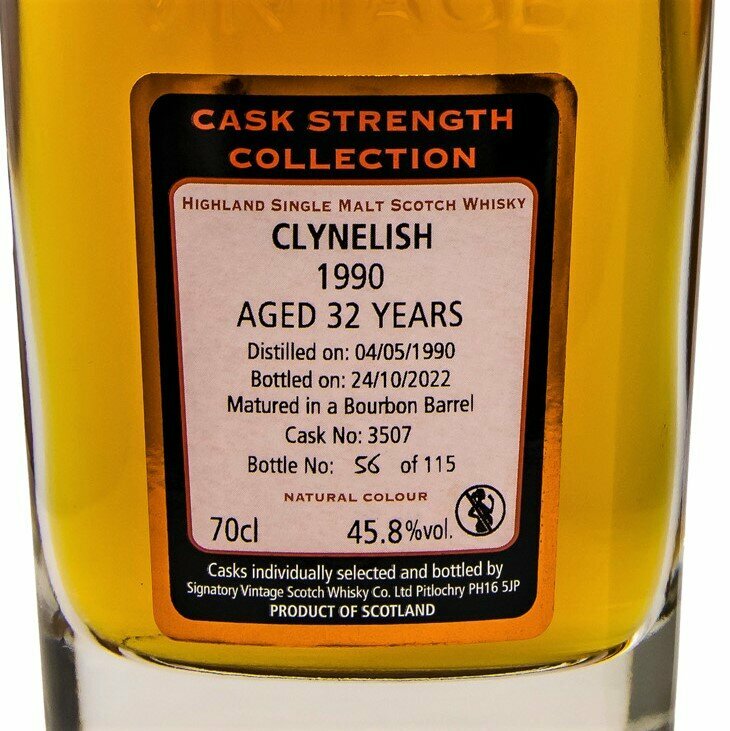 VINTAGE
CASK STRENGTH
COLLECTION
HIGHLAND SINGLE MALT SCOTCH WHISKY
CLYNELISH
1990
AGED 32 YEARS
Distilled on: 04/05/1990
Bottled on: 24/10/2022
Matured in a Bourbon Barrel
Cask No: 3507
Bottle No: 56 of 115
NATURAL COLOUR
70cl 45.8%vol.
Casks individually selected and bottled by
Signatory Vintage Scotch Whisky Co. Ltd Pitlochry PH16 5JP
PRODUCT OF SCOTLAND